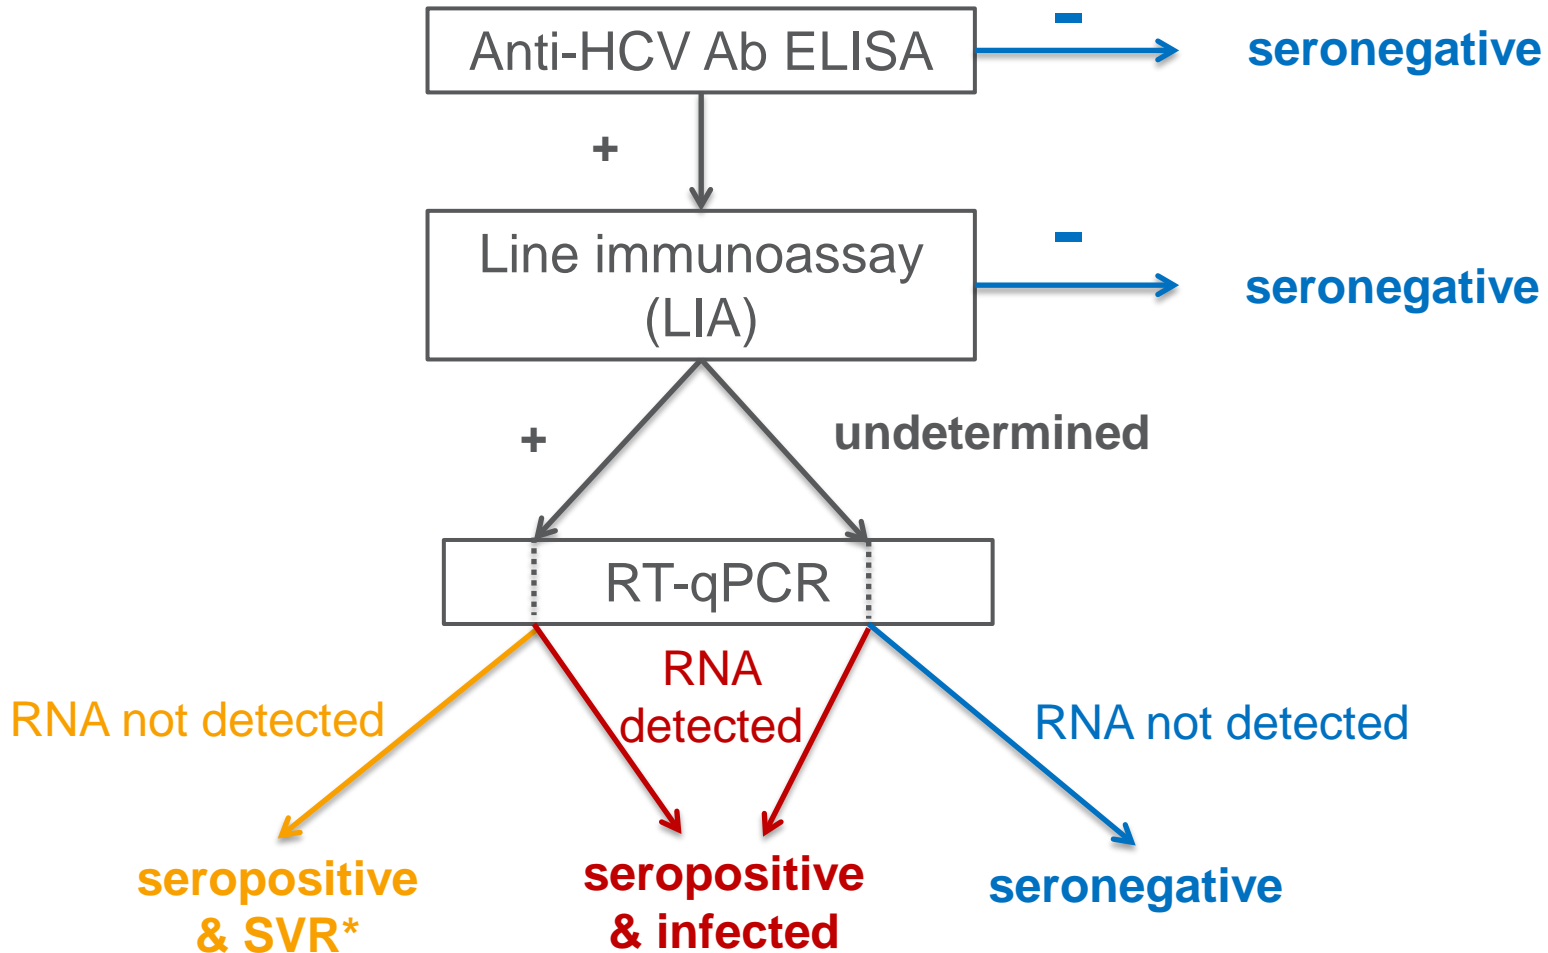 Anti-HCV Ab ELISA
-
seronegative
+
Line immunoassay
(LIA)
-
seronegative
+
undetermined
RT-qPCR
RNA not detected
RNA
detected
RNA not detected
seropositive
& SVR*
seropositive
& infected
seronegative